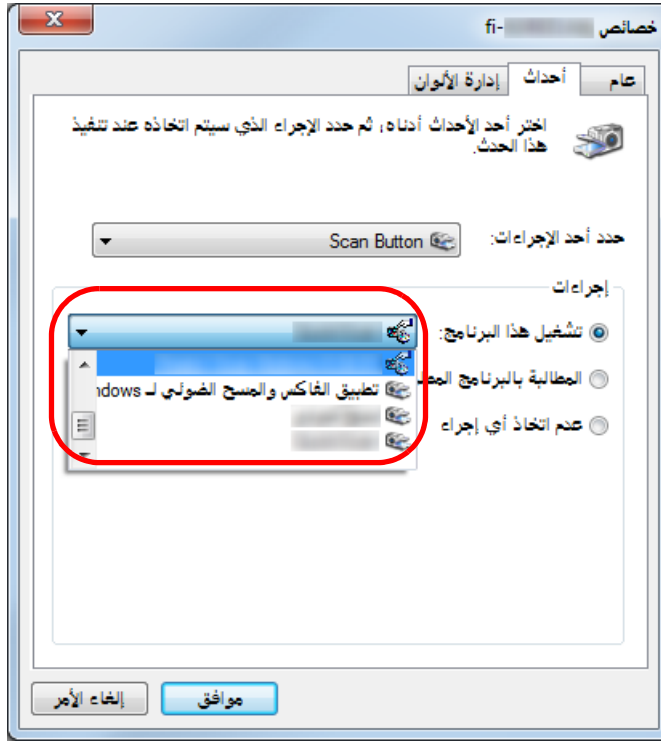 خصائص fi-
عام
أحداث
إدارة الألوان
اختر أحد الأحداث أدناه، ثم حدد الإجراء الذي سيتم اتخاذه عند تنفيذ
هذا الحدث.
حدد أحد الإجراءات:
Scan Button
إجراءات
تشغيل هذا البرنامج:
تطبيق الفاكس والمسح الضوئي لـ ndows
المطالبة بالبرنامج
عدم اتخاذ أي إجراء
موافق
إلغاء الأمر